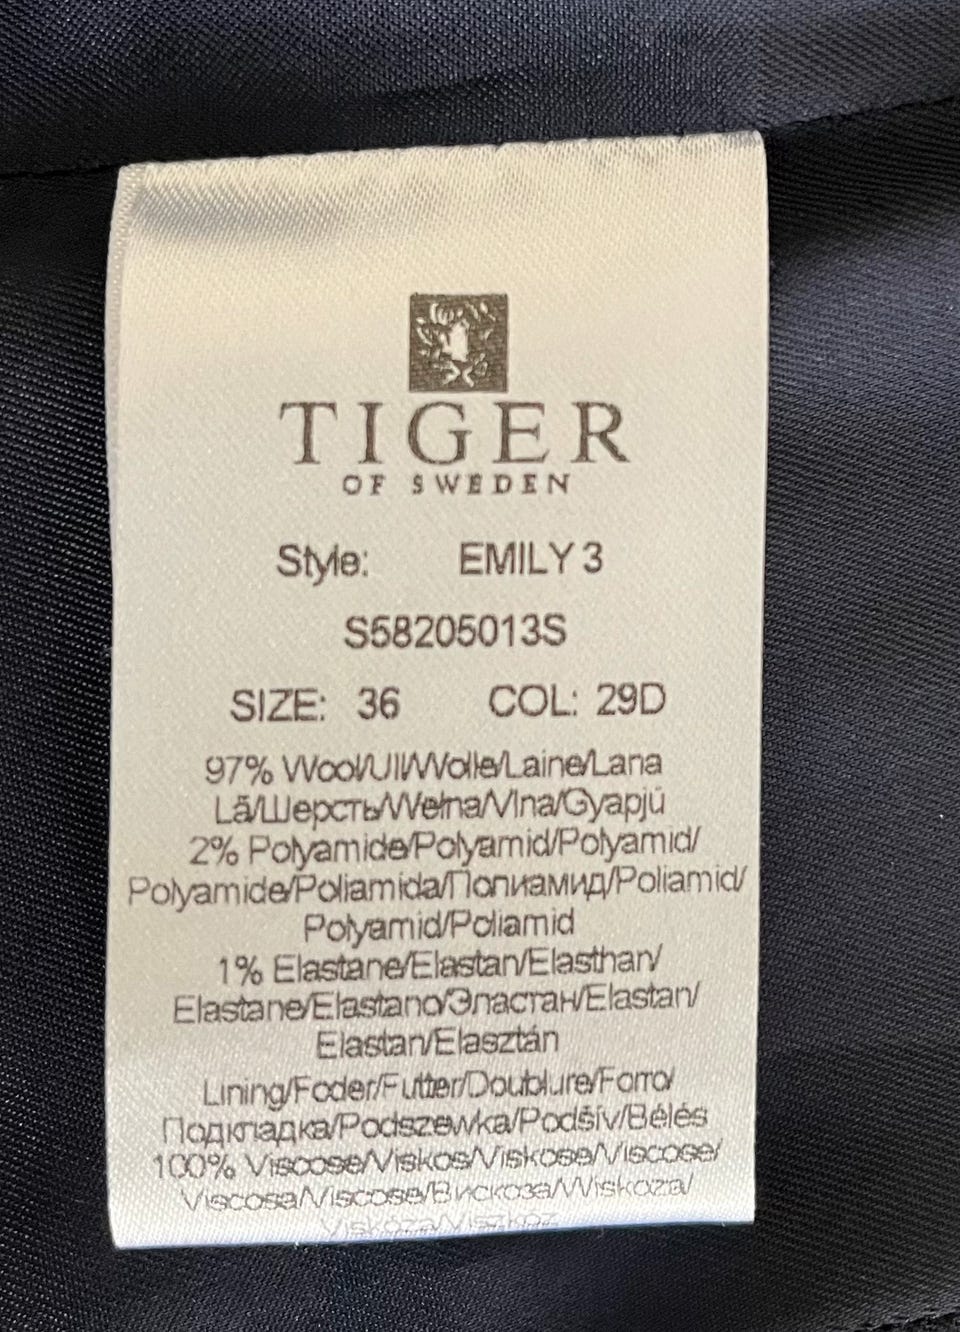 TIGER
OF SWEDEN
Style: EMILY 3
S58205013S
SIZE: 36 COL: 29D
97% Wool/Ull/Wolle/Laine/Lana
Lã/Шерсть/Wełna/Vlna/Gyapjú
2% Polyamide/Polyamid/Polyamid/
Polyamide/Poliamida/Полиамид/Poliamid/
Polyamid/Poliamid
1% Elastane/Elastan/Elasthan/
Elastane/Elastano/Эластан/Elastan/
Elastan/Elasztán
Lining/Foder/Futter/Doublure/Forro/
Подкладка/Podszewka/Podšív/Bélés
100% Viscose/Viskos/Viskose/Viscose/
Viscosa/Viscose/Вискоза/Wiskoza/
Viskóza/Viszkóz